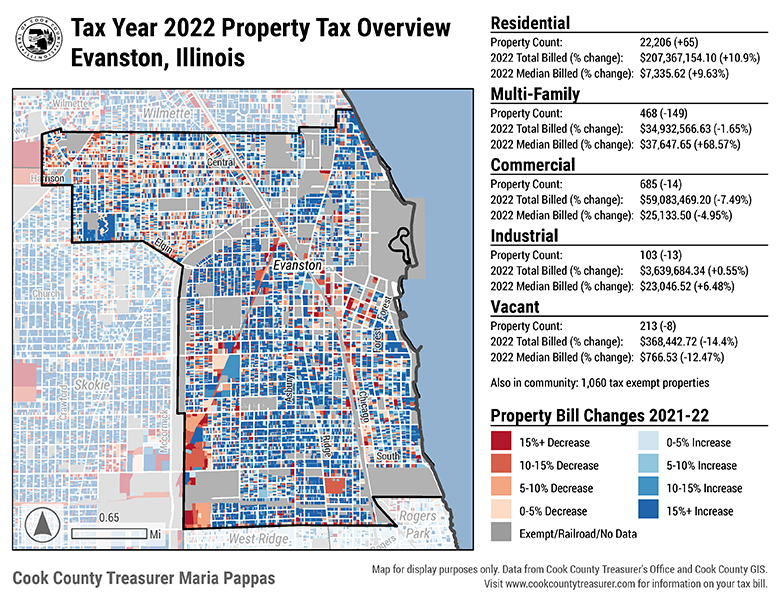 Tax Year 2022 Property Tax Overview
Evanston, Illinois
Residential
Property Count: 22,206 (+65)
2022 Total Billed (% change): $207,367,154.10 (+10.9%)
2022 Median Billed (% change): $7,335.62 (+9.63%)
Multi-Family
Property Count: 468 (-149)
2022 Total Billed (% change): $34,932,566.63 (-1.65%)
2022 Median Billed (% change): $37,647.65 (+68.57%)
Commercial
Property Count: 685 (-14)
2022 Total Billed (% change): $59,083,469.20 (-7.49%)
2022 Median Billed (% change): $25,133.50 (-4.95%)
Industrial
Property Count: 103 (-13)
2022 Total Billed (% change): $3,639,684.34 (+0.55%)
2022 Median Billed (% change): $23,046.52 (+6.48%)
Vacant
Property Count: 213 (-8)
2022 Total Billed (% change): $368,442.72 (-14.4%)
2022 Median Billed (% change): $766.53 (-12.47%)
Also in community: 1,060 tax exempt properties
Property Bill Changes 2021-22
15%+ Decrease
10-15% Decrease
5-10% Decrease
0-5% Decrease
Exempt/Railroad/No Data
0-5% Increase
5-10% Increase
10-15% Increase
15%+ Increase
Wilmette
Wilmette
Central
Harrison
Elgin
Evanston
Church
Forest
Skokie
Crawford
McCormick
Asbury
Chicago
Ridge
South
0.65
Mi
West Ridge
Rogers
Rogers
Park
Cook County Treasurer Maria Pappas
Map for display purposes only. Data from Cook County Treasurer's Office and Cook County GIS.
Visit www.cookcountytreasurer.com for information on your tax bill.